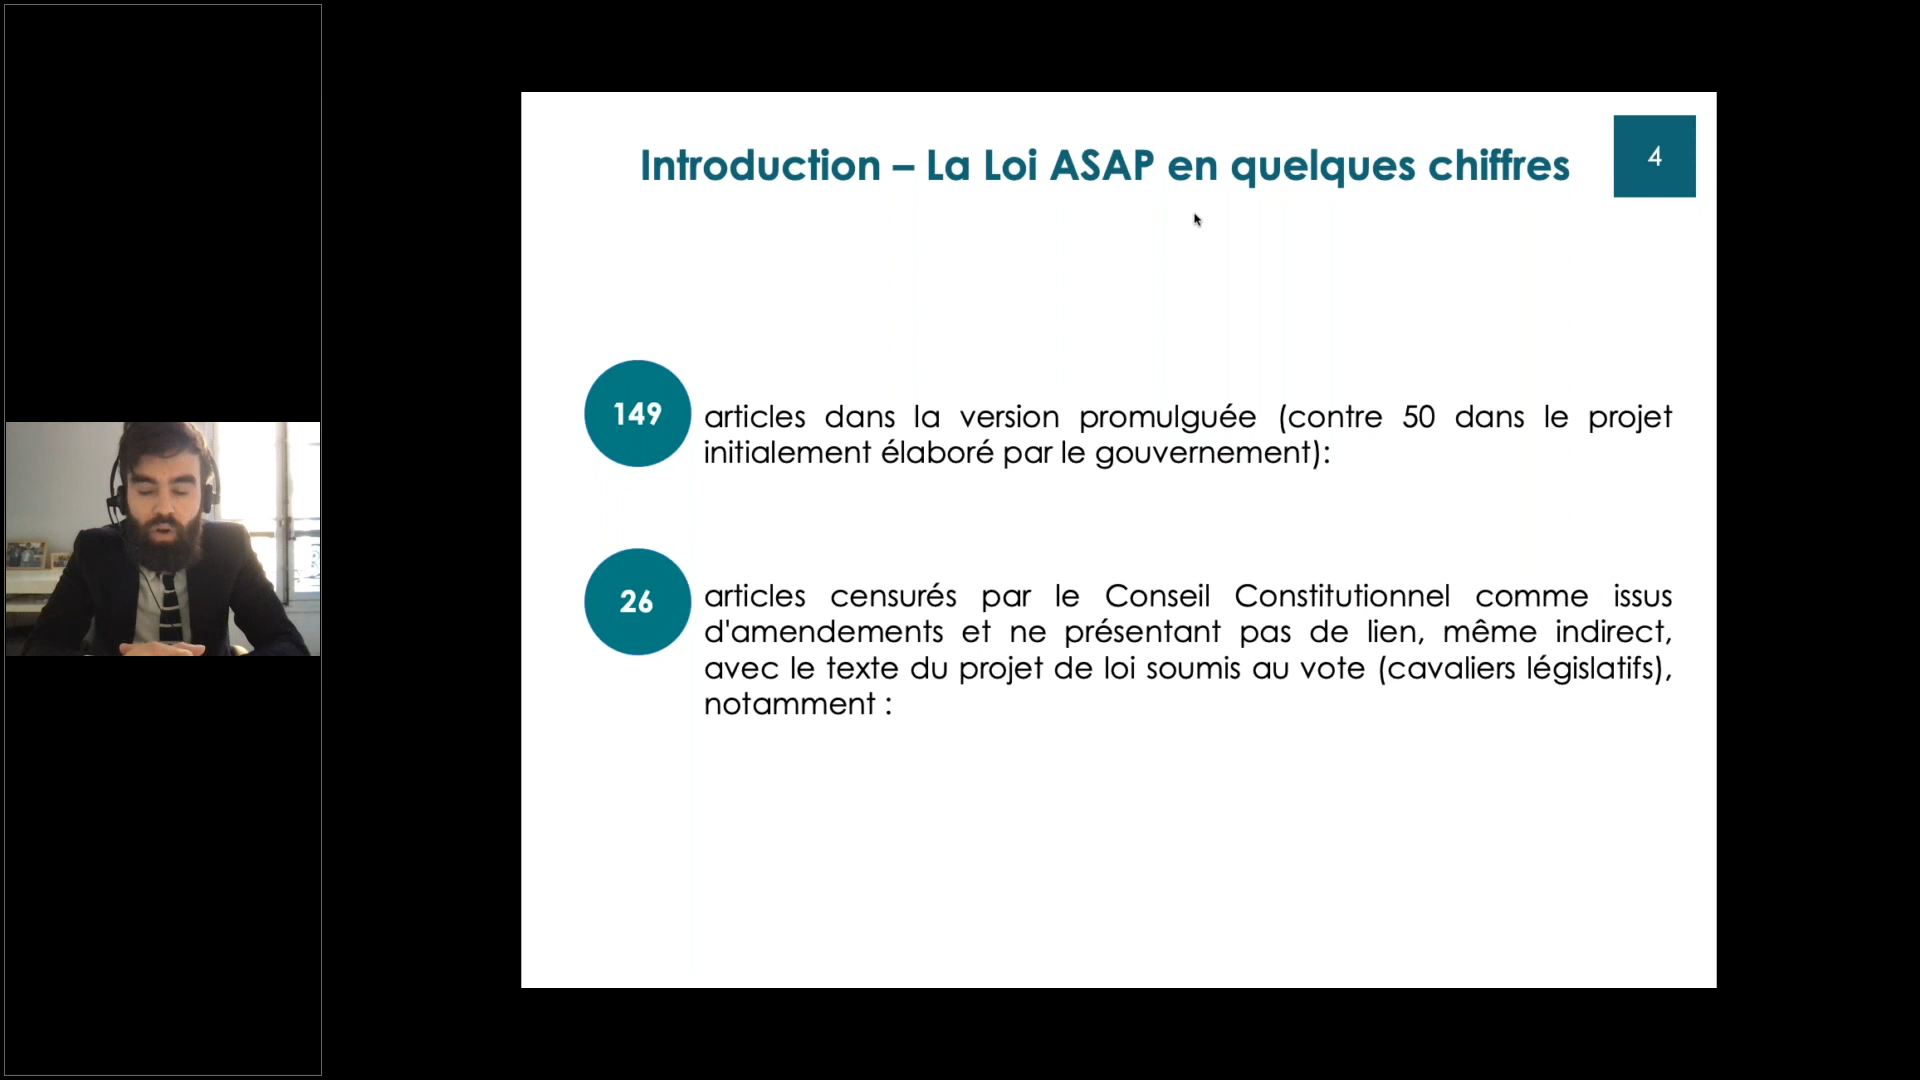 Introduction – La Loi ASAP en quelques chiffres
4
149
articles dans la version promulguée (contre 50 dans le projet
initialement élaboré par le gouvernement):
26
articles censurés par le Conseil Constitutionnel comme issus
d'amendements et ne présentant pas de lien, même indirect,
avec le texte du projet de loi soumis au vote (cavaliers législatifs),
notamment :